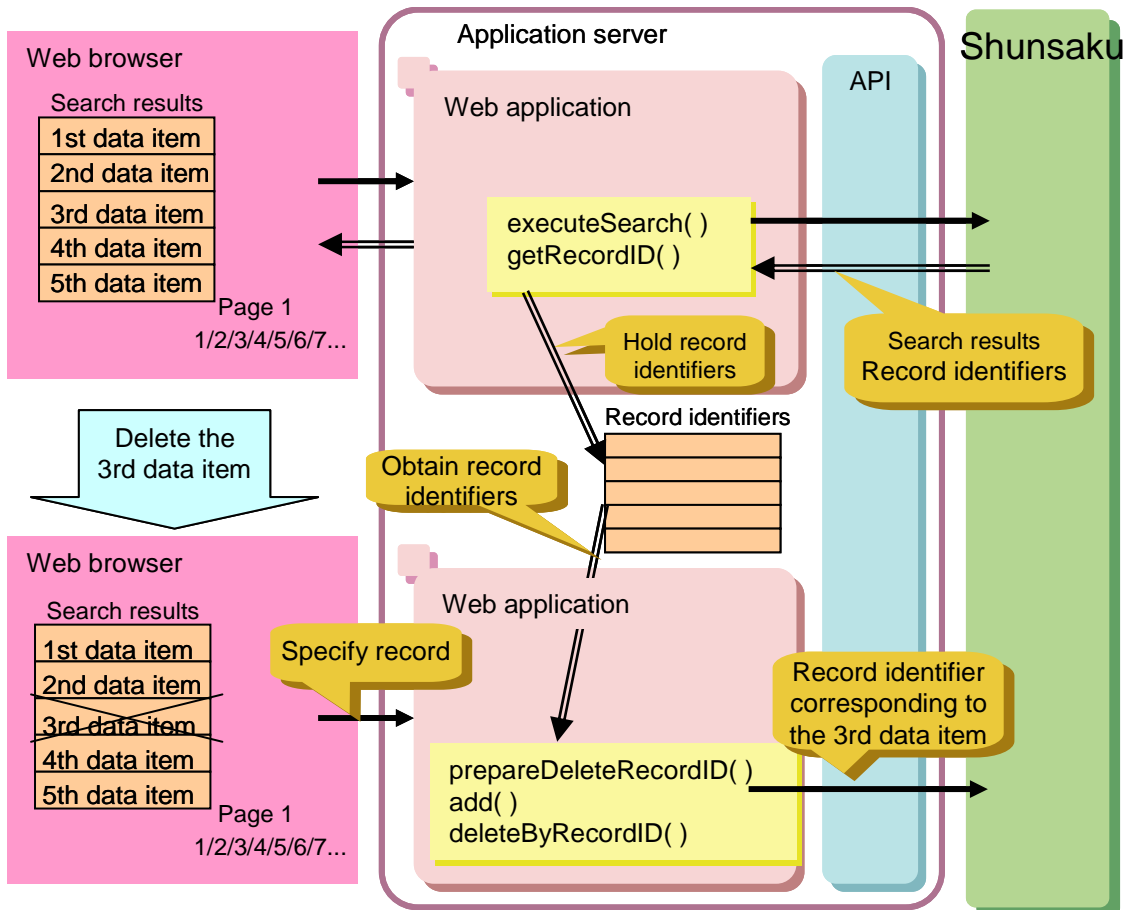 Application server
Shunsaku
Web browser
Search results
1st data item
2nd data item
3rd data item
4th data item
5th data item
Page 1
1/2/3/4/5/6/7...
Web application
API
executeSearch( )
getRecordID( )
Hold record
identifiers
Search results
Record identifiers
Delete the
3rd data item
Record identifiers
Obtain record
identifiers
Web browser
Search results
1st data item
2nd data item
3rd data item
4th data item
5th data item
Page 1
1/2/3/4/5/6/7...
Specify record
Web application
Record identifier
corresponding to
the 3rd data item
prepareDeleteRecordID( )
add( )
deleteByRecordID( )